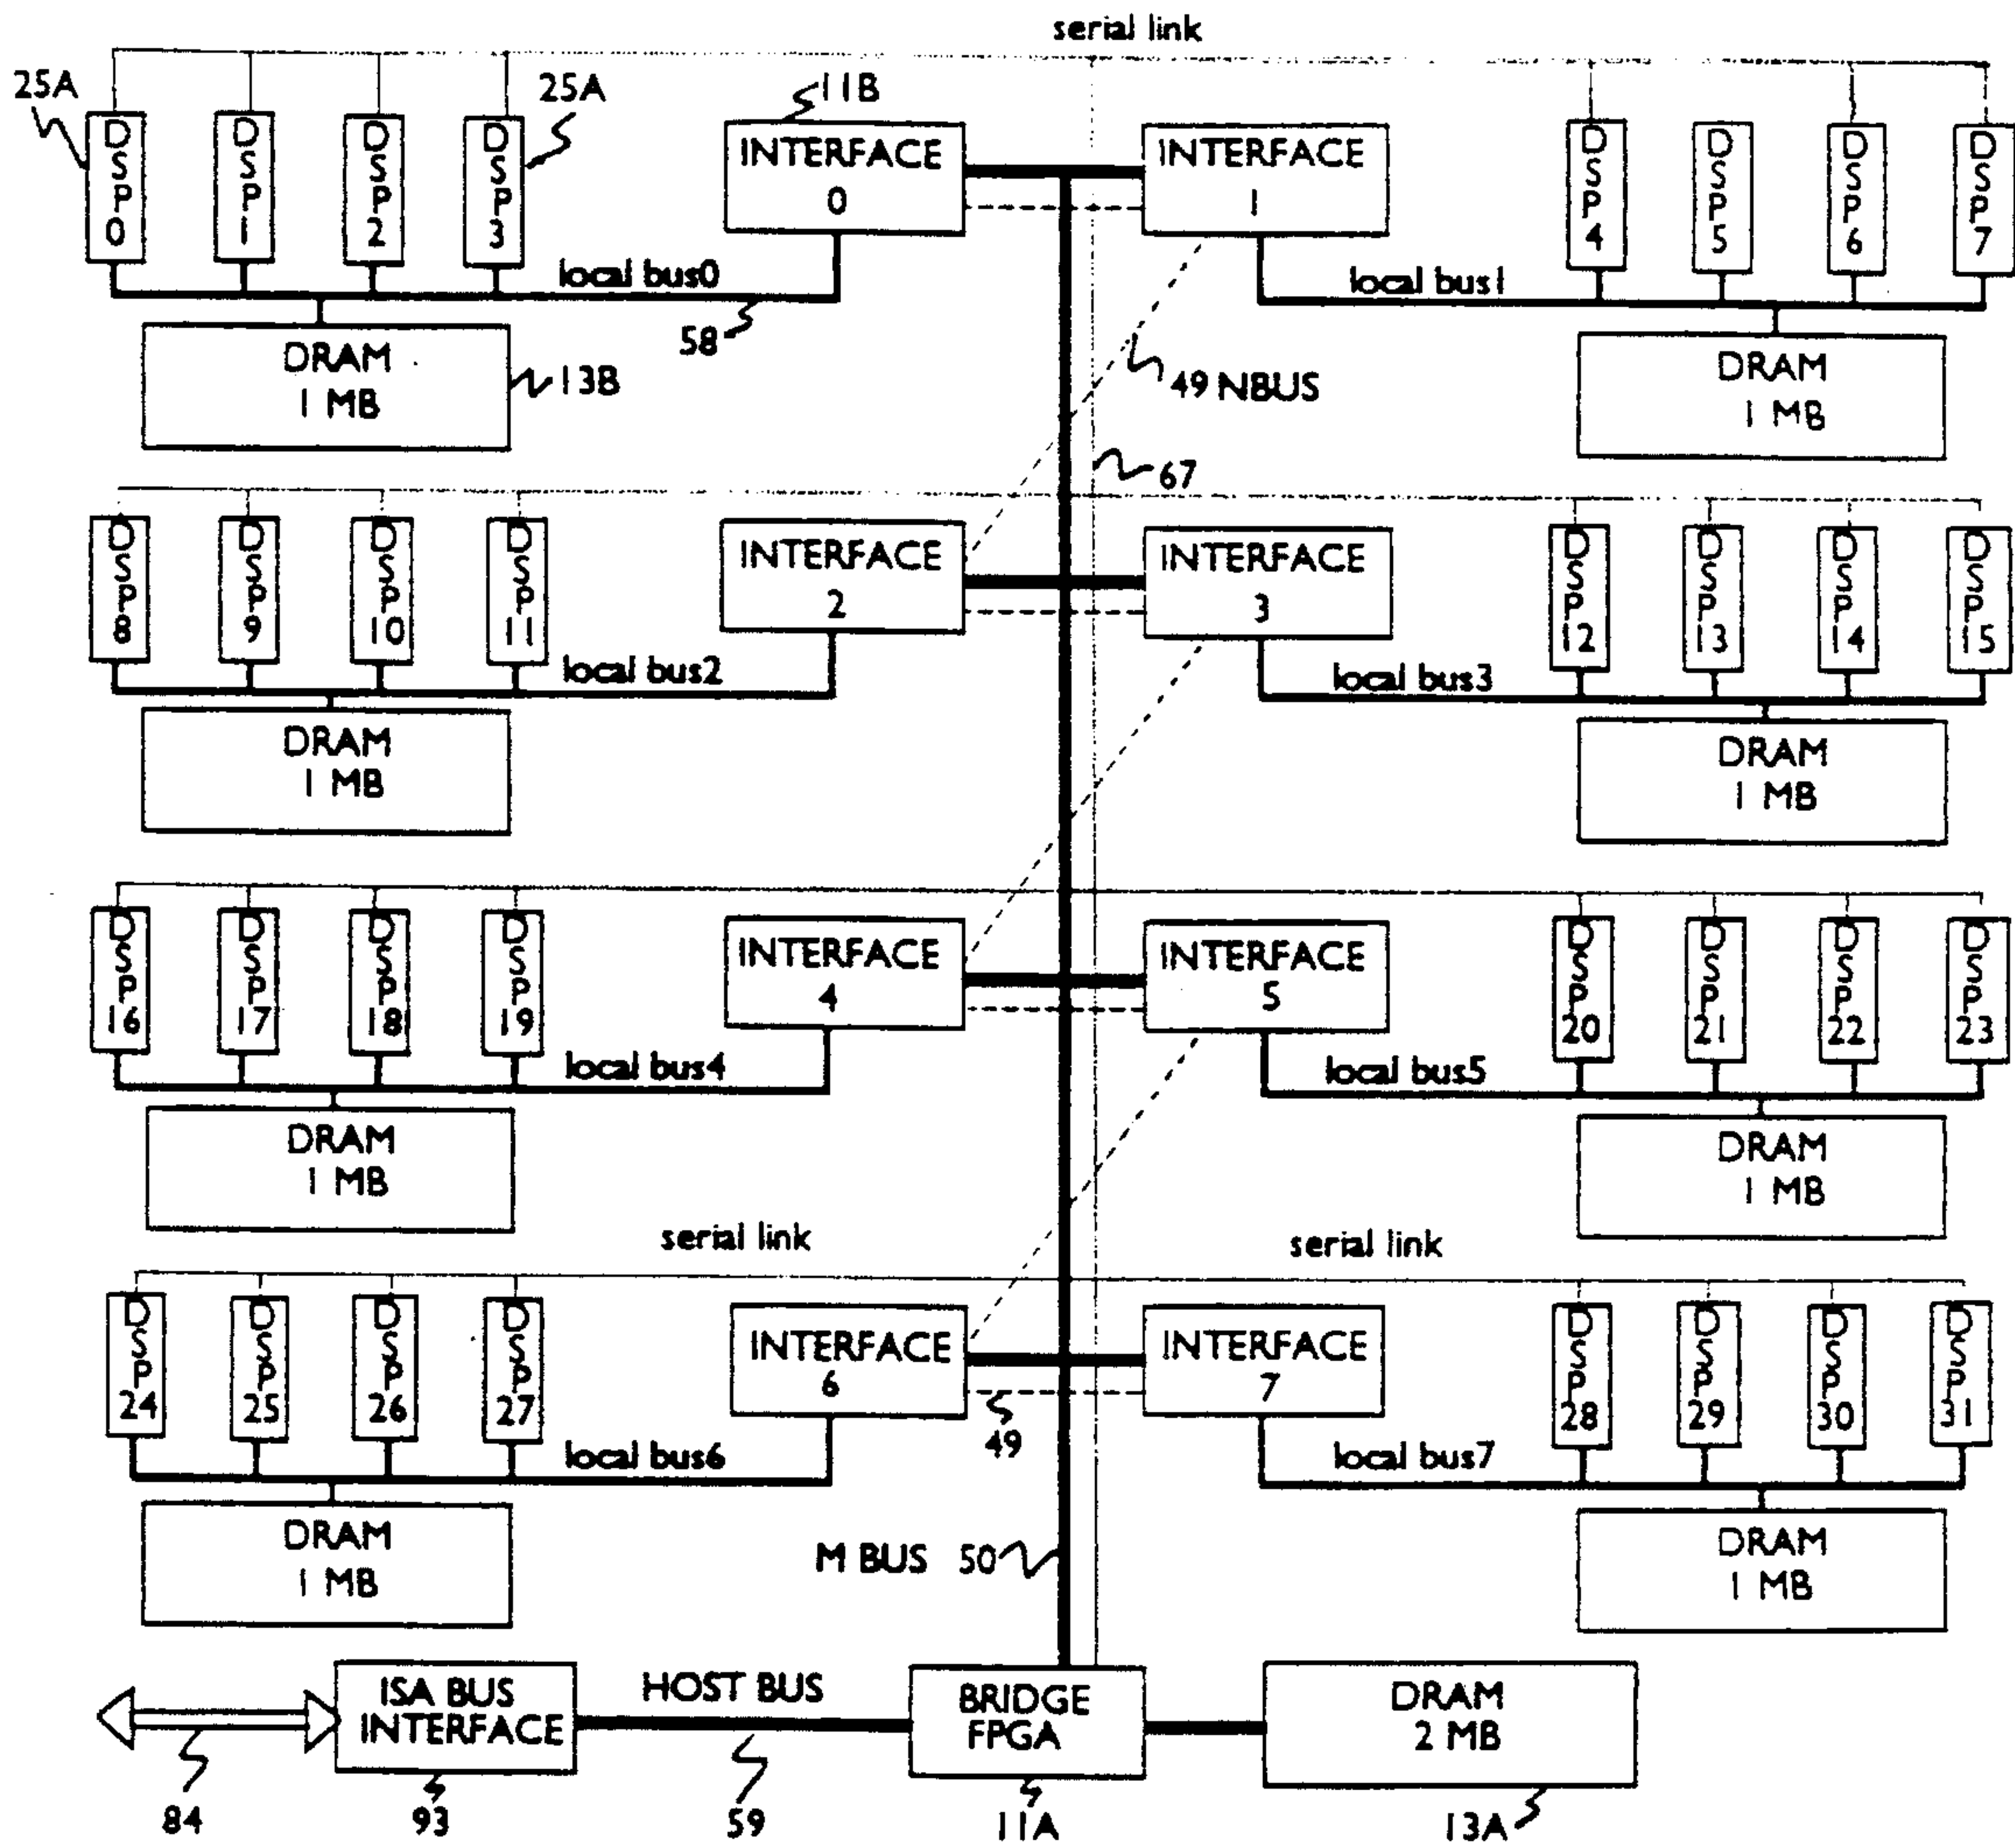 serial link
25A
25A
11B
DSP0
DSP1
DSP2
DSP3
INTERFACE
0
INTERFACE
1
DSP4
DSP5
DSP6
DSP7
local bus0
local bus1
58
DRAM
1 MB
13B
49 NBUS
DRAM
1 MB
67
DSP8
DSP9
DSP10
DSP11
INTERFACE
2
INTERFACE
3
DSP12
DSP13
DSP14
DSP15
local bus2
local bus3
DRAM
1 MB
DRAM
1 MB
DSP16
DSP17
DSP18
DSP19
INTERFACE
4
INTERFACE
5
DSP20
DSP21
DSP22
DSP23
local bus4
local bus5
DRAM
1 MB
DRAM
1 MB
serial link
serial link
DSP24
DSP25
DSP26
DSP27
INTERFACE
6
INTERFACE
7
DSP28
DSP29
DSP30
DSP31
49
local bus6
local bus7
DRAM
1 MB
M BUS 50
DRAM
1 MB
ISA BUS
INTERFACE
HOST BUS
BRIDGE
FPGA
DRAM
2 MB
84
93
59
11A
13A